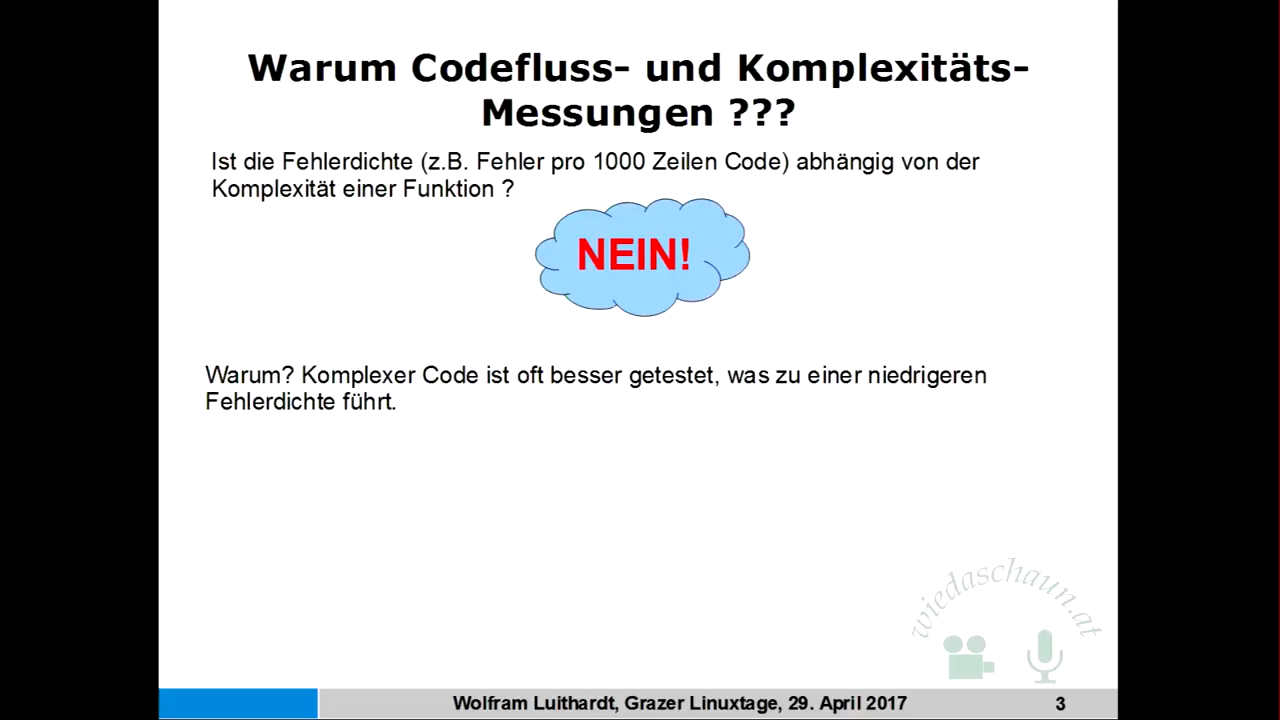 Warum Codefluss- und Komplexitäts-
Messungen ???
Ist die Fehlerdichte (z.B. Fehler pro 1000 Zeilen Code) abhängig von der
Komplexität einer Funktion ?
NEIN!
Warum? Komplexer Code ist oft besser getestet, was zu einer niedrigeren
Fehlerdichte führt.
wiedaschaun.at
Wolfram Luithardt, Grazer Linuxtage, 29. April 2017
3